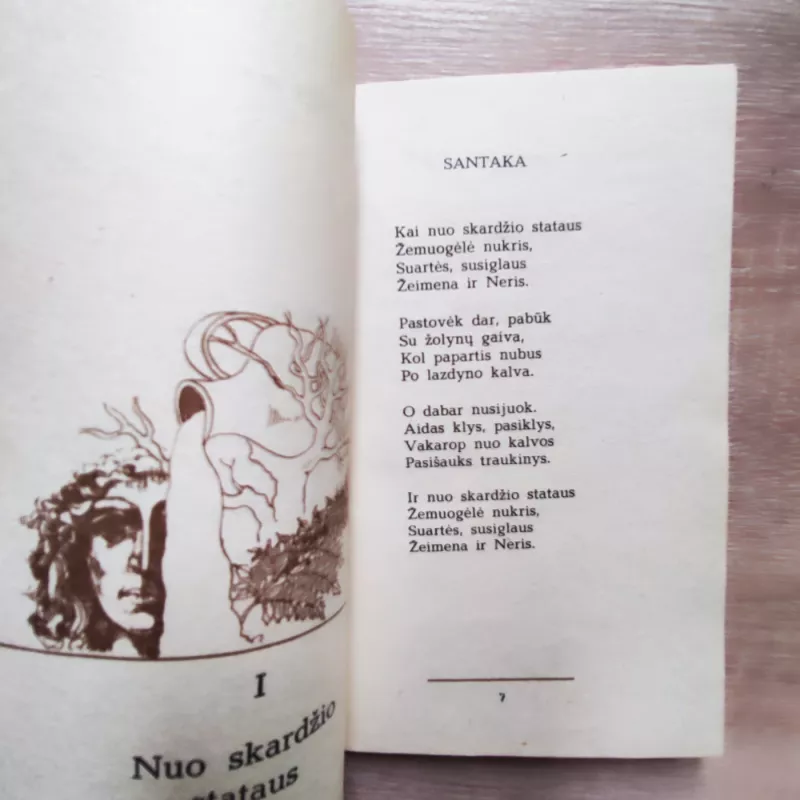 I
Nuo skardžio
stataus
SANTAKA
Kai nuo skardžio stataus
Žemuogėlė nukris,
Suartės, susiglaus
Žeimena ir Neris.
Pastovėk dar, pabūk
Su žolynų gaiva,
Kol papartis nubus
Po lazdyno kalva.
O dabar nusijuok.
Aidas klys, pasiklys,
Vakarop nuo kalvos
Pasišauks traukinys.
Ir nuo skardžio stataus
Žemuogėlė nukris,
Suartės, susiglaus
Žeimena ir Neris.
7